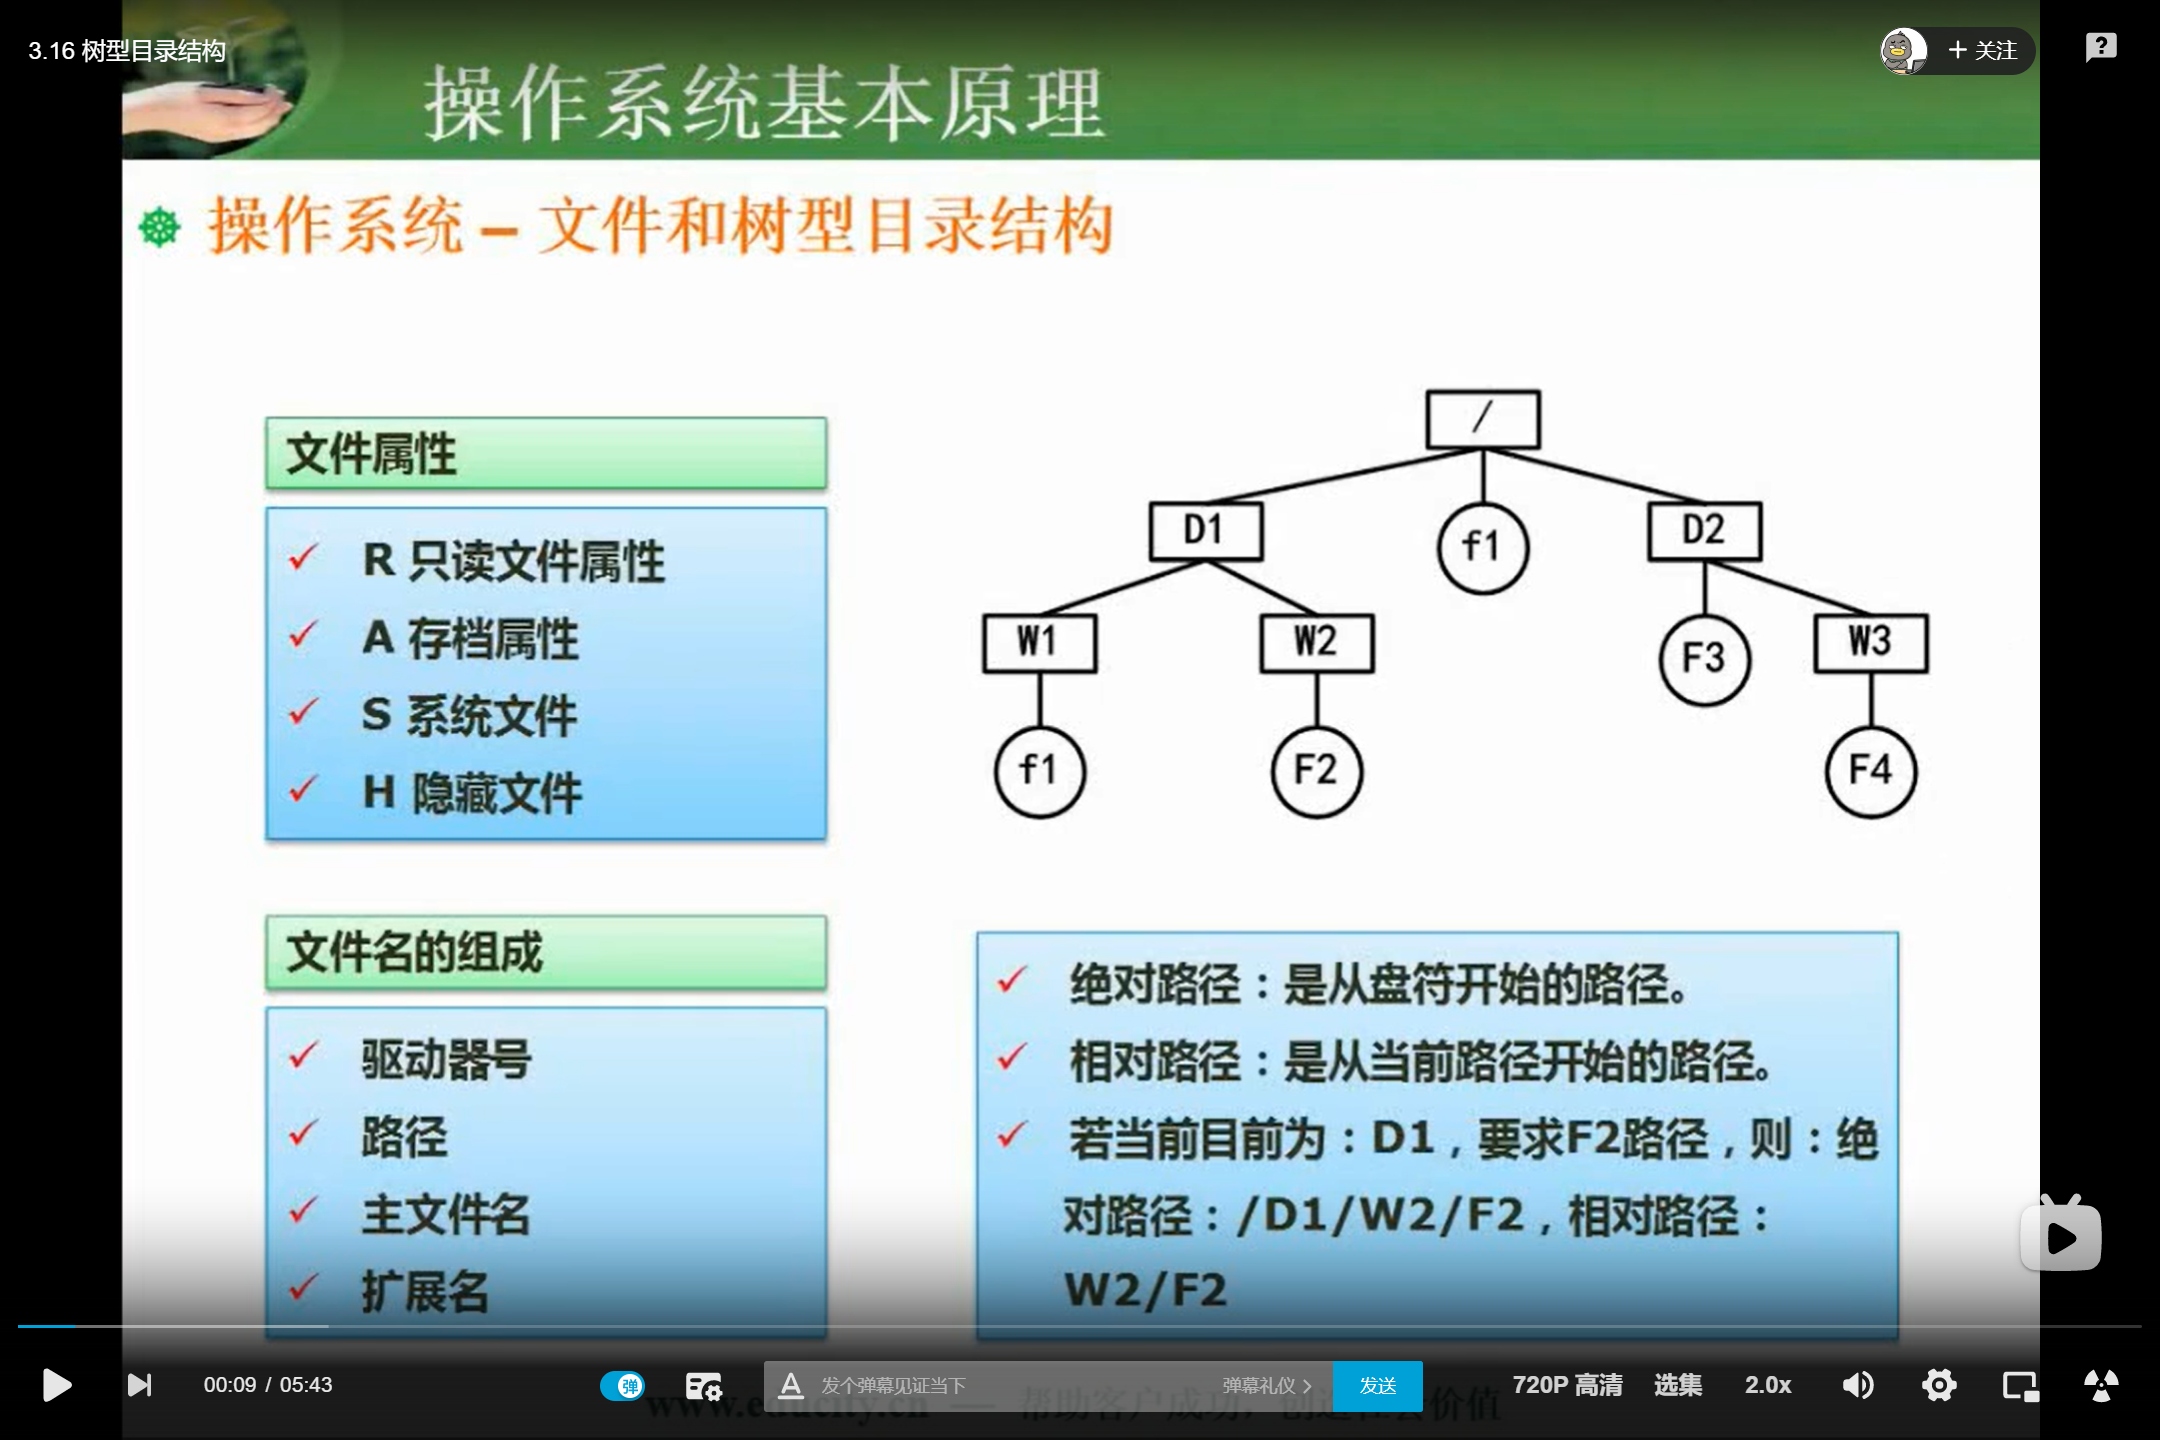 3.16 树型目录结构
+ 关注
操作系统基本原理
操作系统 – 文件和树型目录结构
文件属性
R 只读文件属性
A 存档属性
S 系统文件
H 隐藏文件
/
D1
f1
D2
W1
W2
F3
W3
f1
F2
F4
文件名的组成
驱动器号
路径
主文件名
扩展名
绝对路径：是从盘符开始的路径。
相对路径：是从当前路径开始的路径。
若当前目前为：D1，要求F2路径，则：绝
对路径：/D1/W2/F2，相对路径：
W2/F2
00:09 / 05:43
弹
发个弹幕见证当下
弹幕礼仪 >
发送
720P 高清
选集
2.0x
www.educity.cn — 帮助客户成功，创造社会价值